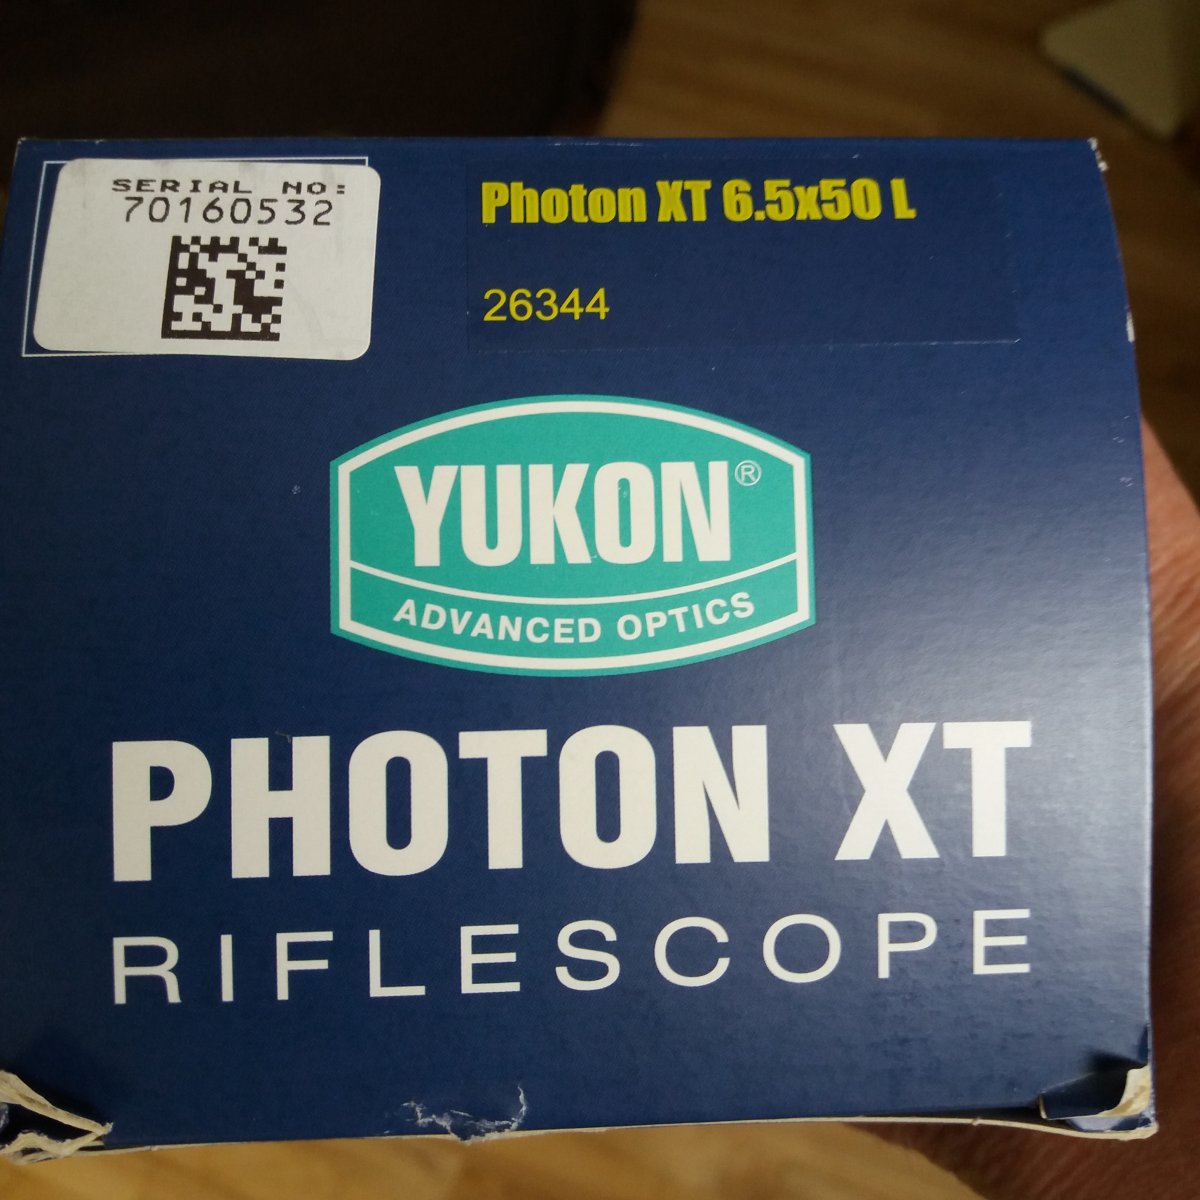 SERIAL NO:
70160532
Photon XT 6.5x50 L
26344
YUKON®
ADVANCED OPTICS
PHOTON XT
RIFLESCOPE